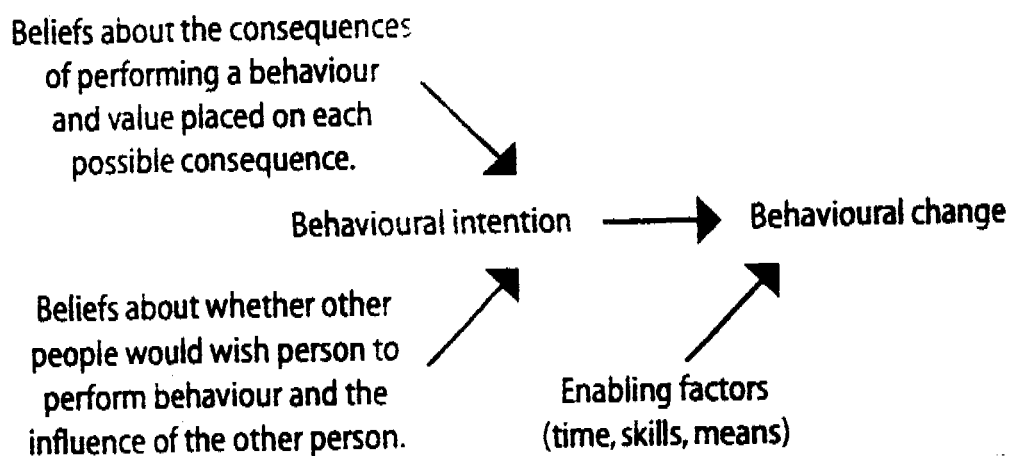 Beliefs about the consequences
of performing a behaviour
and value placed on each
possible consequence.
Behavioural intention
Behavioural change
Beliefs about whether other
people would wish person to
perform behaviour and the
influence of the other person.
Enabling factors
(time, skills, means)